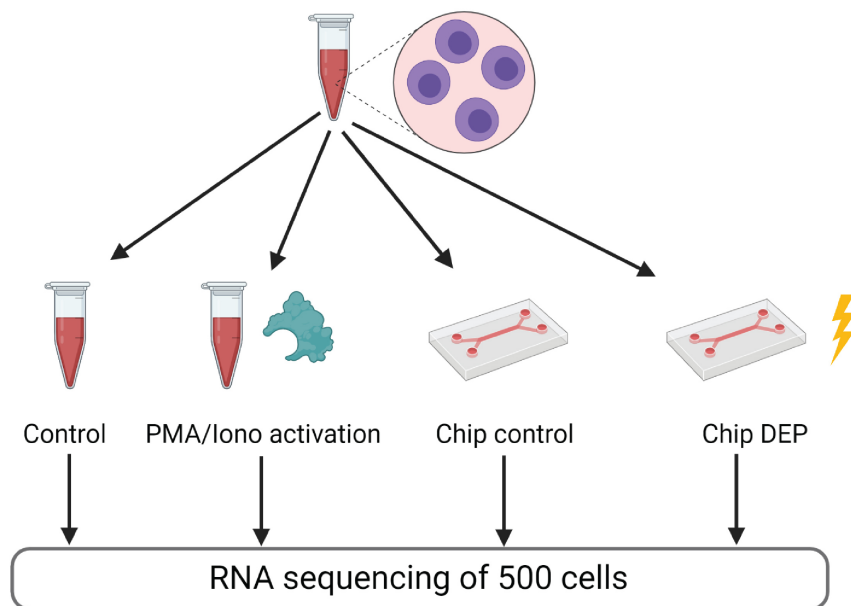 Control
PMA/Iono activation
Chip control
Chip DEP
RNA sequencing of 500 cells